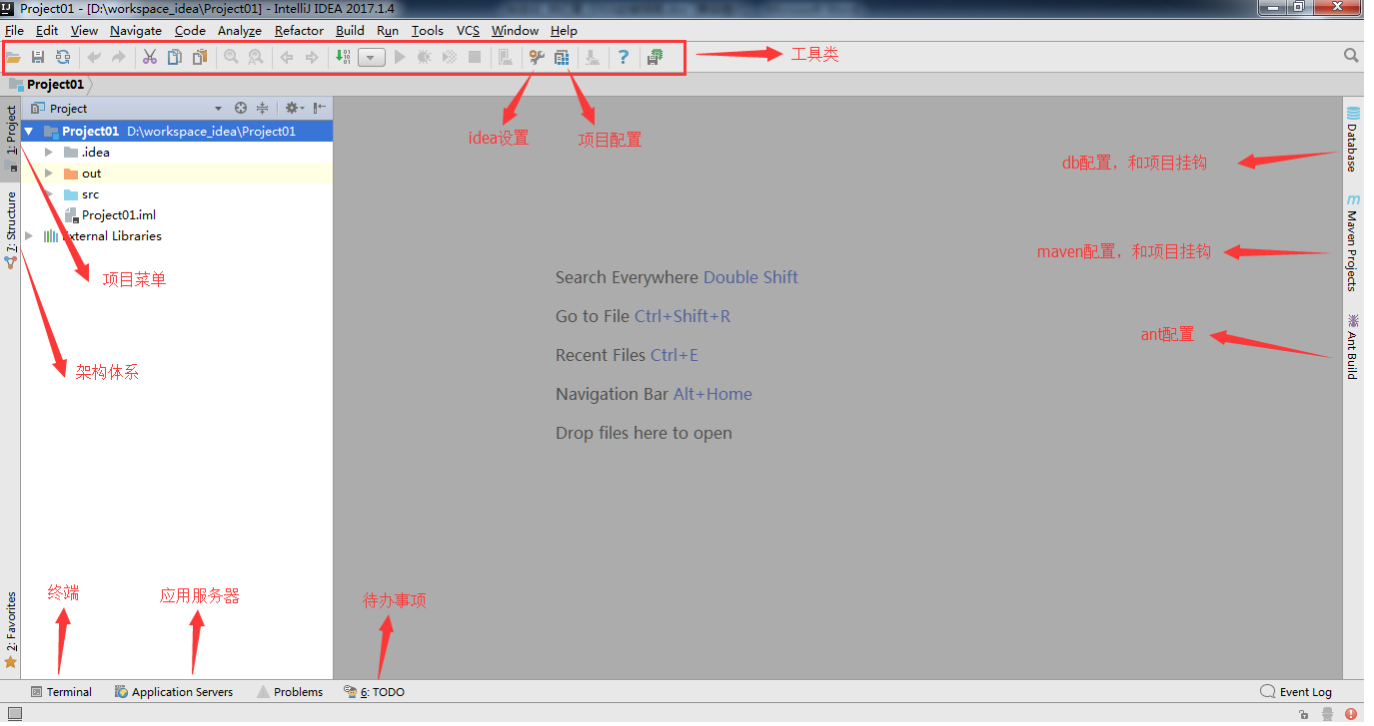 Project01 - [D:\workspace_idea\Project01] - IntelliJ IDEA 2017.1.4
File Edit View Navigate Code Analyze Refactor Build Run Tools VCS Window Help
工具类
Project01
Project
idea设置
项目配置
Project01 D:\workspace_idea\Project01
.idea
out
src
Project01.iml
External Libraries
1: Project
7: Structure
2: Favorites
项目菜单
架构体系
Search Everywhere Double Shift
Go to File Ctrl+Shift+R
Recent Files Ctrl+E
Navigation Bar Alt+Home
Drop files here to open
db配置，和项目挂钩
maven配置，和项目挂钩
ant配置
Database
m
Maven Projects
Ant Build
终端
应用服务器
待办事项
Terminal Application Servers Problems 6: TODO Event Log